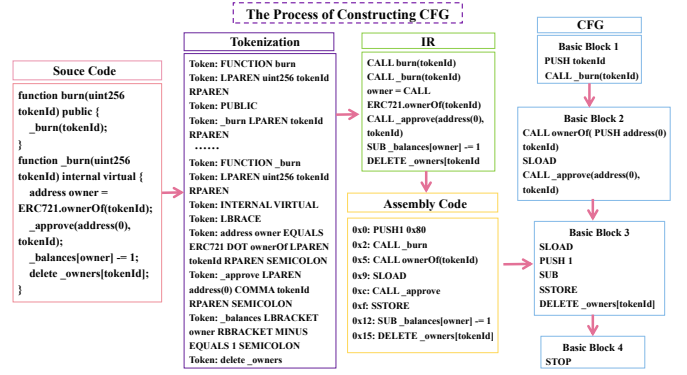 The Process of Constructing CFG
Souce Code
function burn(uint256
tokenId) public {
_burn(tokenId);
}
function _burn(uint256
tokenId) internal virtual {
address owner =
ERC721.ownerOf(tokenId);
_approve(address(0),
tokenId);
_balances[owner] -= 1;
delete _owners[tokenId];
}
Tokenization
Token: FUNCTION burn
Token: LPAREN uint256 tokenId
RPAREN
Token: PUBLIC
Token: _burn LPAREN tokenId
RPAREN
······
Token: FUNCTION _burn
Token: LPAREN uint256 tokenId
RPAREN
Token: INTERNAL VIRTUAL
Token: LBRACE
Token: address owner EQUALS
ERC721 DOT ownerOf LPAREN
tokenId RPAREN SEMICOLON
Token: _approve LPAREN
address(0) COMMA tokenId
RPAREN SEMICOLON
Token: _balances LBRACKET
owner RBRACKET MINUS
EQUALS 1 SEMICOLON
Token: delete _owners
IR
CALL burn(tokenId)
CALL _burn(tokenId)
owner = CALL
ERC721.ownerOf(tokenId)
CALL _approve(address(0),
tokenId)
SUB _balances[owner] -= 1
DELETE _owners[tokenId
Assembly Code
0x0: PUSH1 0x80
0x2: CALL _burn
0x5: CALL ownerOf(tokenId)
0x9: SLOAD
0xc: CALL _approve
0xf: SSTORE
0x12: SUB _balances[owner] -= 1
0x15: DELETE _owners[tokenId]
CFG
Basic Block 1
PUSH tokenId
CALL _burn(tokenId)
Basic Block 2
CALL ownerOf( PUSH address(0)
tokenId)
SLOAD
CALL _approve(address(0),
tokenId)
Basic Block 3
SLOAD
PUSH 1
SUB
SSTORE
DELETE _owners[tokenId]
Basic Block 4
STOP